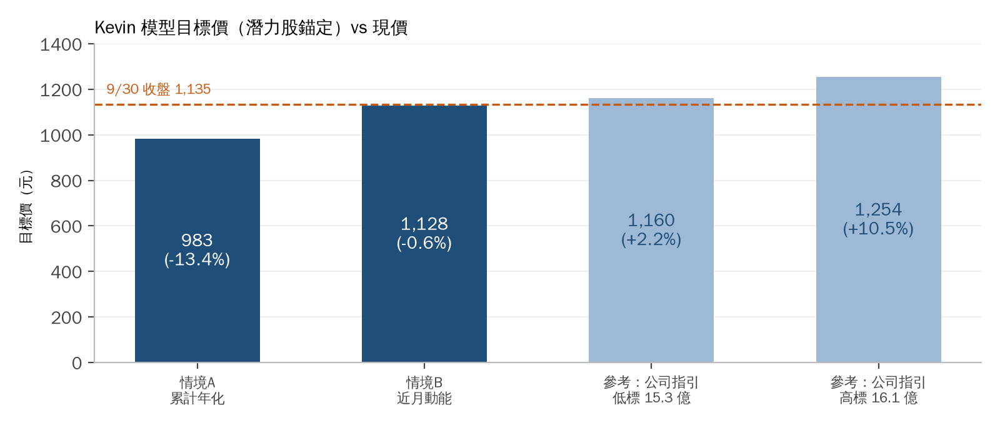 Kevin 模型目標價（潛力股錨定）vs 現價
目標價（元）
1400
1200
1000
800
600
400
200
0
9/30 收盤 1,135
983
(-13.4%)
1,128
(-0.6%)
1,160
(+2.2%)
1,254
(+10.5%)
情境A
累計年化
情境B
近月動能
參考：公司指引
低標 15.3 億
參考：公司指引
高標 16.1 億